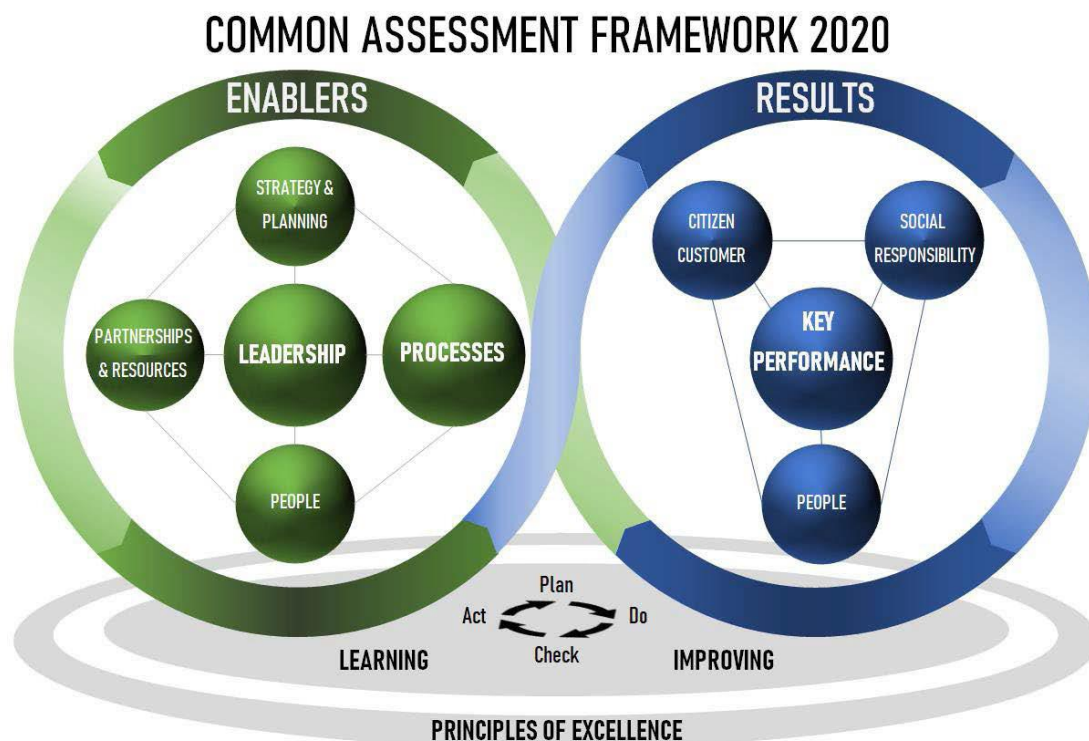 COMMON ASSESSMENT FRAMEWORK 2020
ENABLERS
STRATEGY &
PLANNING
PARTNERSHIPS
& RESOURCES
LEADERSHIP
PROCESSES
PEOPLE
RESULTS
CITIZEN
CUSTOMER
SOCIAL
RESPONSIBILITY
KEY
PERFORMANCE
PEOPLE
Plan
Act
Do
Check
LEARNING
IMPROVING
PRINCIPLES OF EXCELLENCE